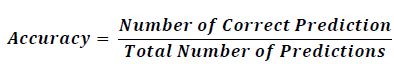 Accuracy = Number of Correct Prediction
Total Number of Predictions